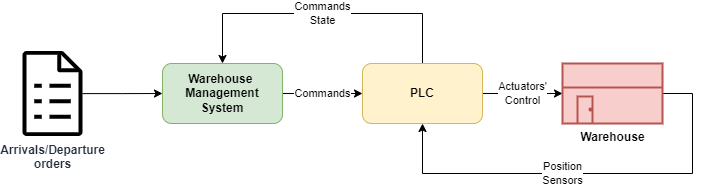 Commands
State
Warehouse
Management
System
Commands
PLC
Actuators'
Control
Warehouse
Arrivals/Departure
orders
Position
Sensors